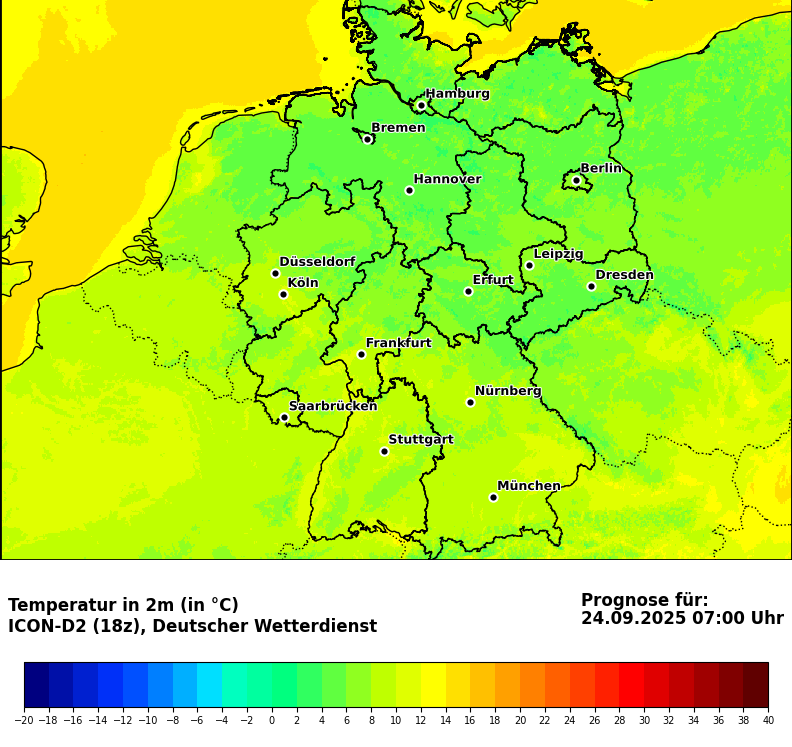 Hamburg
Bremen
Berlin
Hannover
Leipzig
Düsseldorf
Dresden
Erfurt
Köln
Frankfurt
Nürnberg
Saarbrücken
Stuttgart
München
Temperatur in 2m (in °C)
ICON-D2 (18z), Deutscher Wetterdienst
Prognose für:
24.09.2025 07:00 Uhr
−20 −18 −16 −14 −12 −10 −8 −6 −4 −2 0 2 4 6 8 10 12 14 16 18 20 22 24 26 28 30 32 34 36 38 40